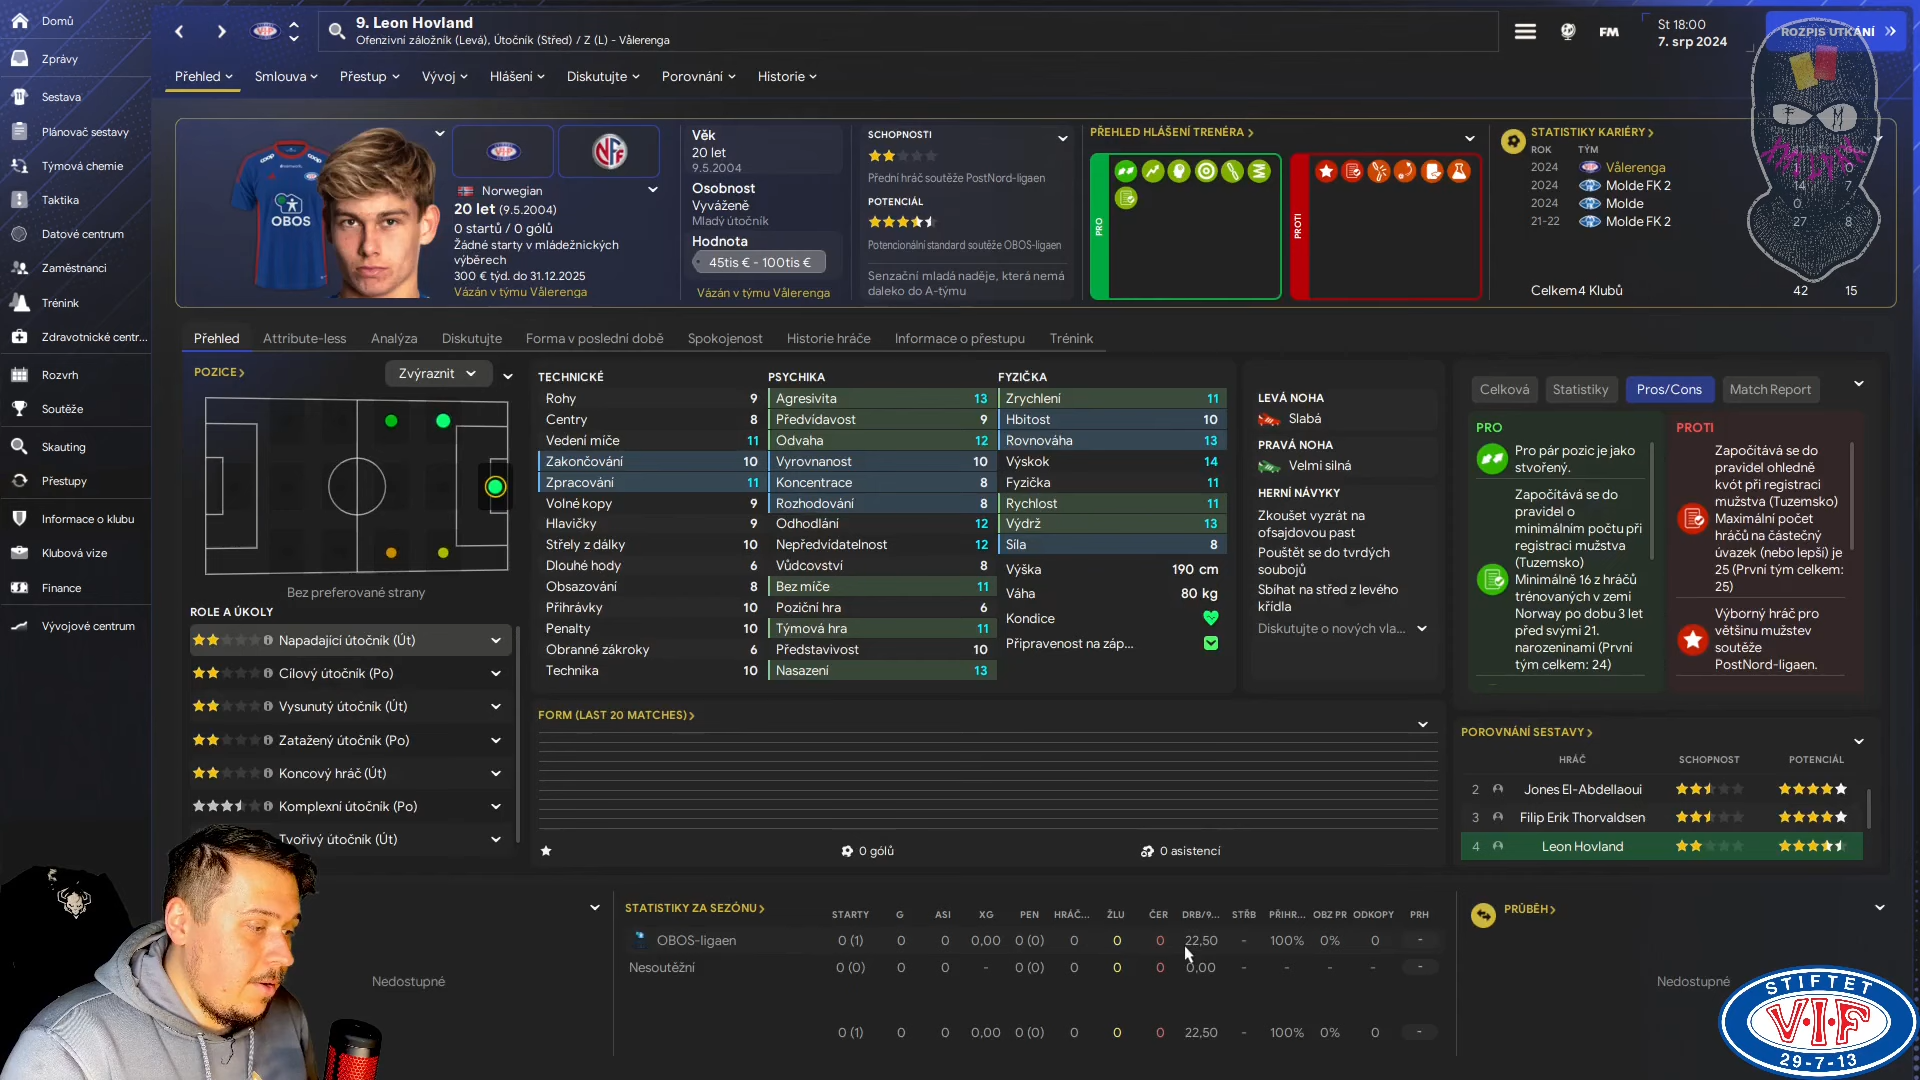 Domů
Zprávy
Sestava
Plánovač sestavy
Týmová chemie
Taktika
Datové centrum
Zaměstnanci
Trénink
Zdravotnické centr...
Rozvrh
Soutěže
Skauting
Přestupy
Informace o klubu
Klubová vize
Finance
Vývojové centrum
9. Leon Hovland
Ofenzivní záložník (Levá), Útočník (Střed) / Z (L) - Vålerenga
FM
St 18:00
7. srp 2024
ROZPIS UTKÁNÍ
Přehled
Smlouva
Přestup
Vývoj
Hlášení
Diskutujte
Porovnání
Historie
coop
coop
OBOS
VIF
NFF
Norwegian
20 let (9.5.2004)
0 startů / 0 gólů
Žádné starty v mládežnických
výběrech
300 € týd. do 31.12.2025
Vázán v týmu Vålerenga
Věk
20 let
9.5.2004
Osobnost
Vyváženě
Mladý útočník
Hodnota
45tis € - 100tis €
Vázán v týmu Vålerenga
SCHOPNOSTI
Přední hráč soutěže PostNord-ligaen
POTENCIÁL
Potencionální standard soutěže OBOS-ligaen
Senzační mladá naděje, která nemá
daleko do A-týmu
PŘEHLED HLÁŠENÍ TRENÉRA
PRO
PROTI
STATISTIKY KARIÉRY
ROK TÝM
2024 Vålerenga 0
2024 Molde FK 2 14 7
2024 Molde 0
21-22 Molde FK 2 27 8
Celkem 4 Klubů 42 15
Přehled
Attribute-less
Analýza
Diskutujte
Forma v poslední době
Spokojenost
Historie hráče
Informace o přestupu
Trénink
POZICE
Zvýraznit
Bez preferované strany
ROLE A ÚKOLY
Napadající útočník (Út)
Cílový útočník (Po)
Vysunutý útočník (Út)
Zatažený útočník (Po)
Koncový hráč (Út)
Komplexní útočník (Po)
Tvořivý útočník (Út)
TECHNICKÉ
Rohy 9
Centry 8
Vedení míče 11
Zakončování 10
Zpracování 11
Volné kopy 9
Hlavičky 9
Střely z dálky 10
Dlouhé hody 6
Obsazování 8
Přihrávky 10
Penalty 10
Obranné zákroky 6
Technika 10
PSYCHIKA
Agresivita 13
Předvídavost 9
Odvaha 12
Vyrovnanost 10
Koncentrace 8
Rozhodování 8
Odhodlání 12
Nepředvídatelnost 12
Vůdcovství 8
Bez míče 11
Poziční hra 6
Týmová hra 11
Představivost 10
Nasazení 13
FYZIČKA
Zrychlení 11
Hbitost 10
Rovnováha 13
Výskok 14
Fyzička 11
Rychlost 11
Výdrž 13
Síla 8
Výška 190 cm
Váha 80 kg
Kondice
Připravenost na záp...
LEVÁ NOHA
Slabá
PRAVÁ NOHA
Velmi silná
HERNÍ NÁVYKY
Zkoušet vyzrát na
ofsajdovou past
Pouštět se do tvrdých
soubojů
Sbíhat na střed z levého
křídla
Diskutujte o nových vla...
Celková
Statistiky
Pros/Cons
Match Report
PRO
Pro pár pozic je jako
stvořený.
Započítává se do
pravidel o
minimálním počtu při
registraci mužstva
(Tuzemsko)
Minimálně 16 z hráčů
trénovaných v zemi
Norway po dobu 3 let
před svými 21.
narozeninami (První
tým celkem: 24)
PROTI
Započítává se do
pravidel ohledně
kvót při registraci
mužstva (Tuzemsko)
Maximální počet
hráčů na částečný
úvazek (nebo lepší) je
25 (První tým celkem:
25)
Výborný hráč pro
většinu mužstev
soutěže
PostNord-ligaen.
FORM (LAST 20 MATCHES)
0 gólů
0 asistencí
POROVNÁNÍ SESTAVY
HRÁČ SCHOPNOST POTENCIÁL
2 Jones El-Abdellaoui
3 Filip Erik Thorvaldsen
4 Leon Hovland
Nedostupné
STATISTIKY ZA SEZÓNU
STARTY G ASI XG PEN HRÁČ... ŽLU ČER DRB/9... STŘB PŘIHR... OBZ PR ODKOPY PRH
OBOS-ligaen 0 (1) 0 0 0,00 0 (0) 0 0 0 22,50 - 100% 0% 0 -
Nesoutěžní 0 (0) 0 0 - 0 (0) 0 0 0 0,00 - - - - -
0 (1) 0 0 0,00 0 (0) 0 0 0 22,50 - 100% 0% 0 -
PRŮBĚH
Nedostupné
STIFTET
V.I.F
29-7-13